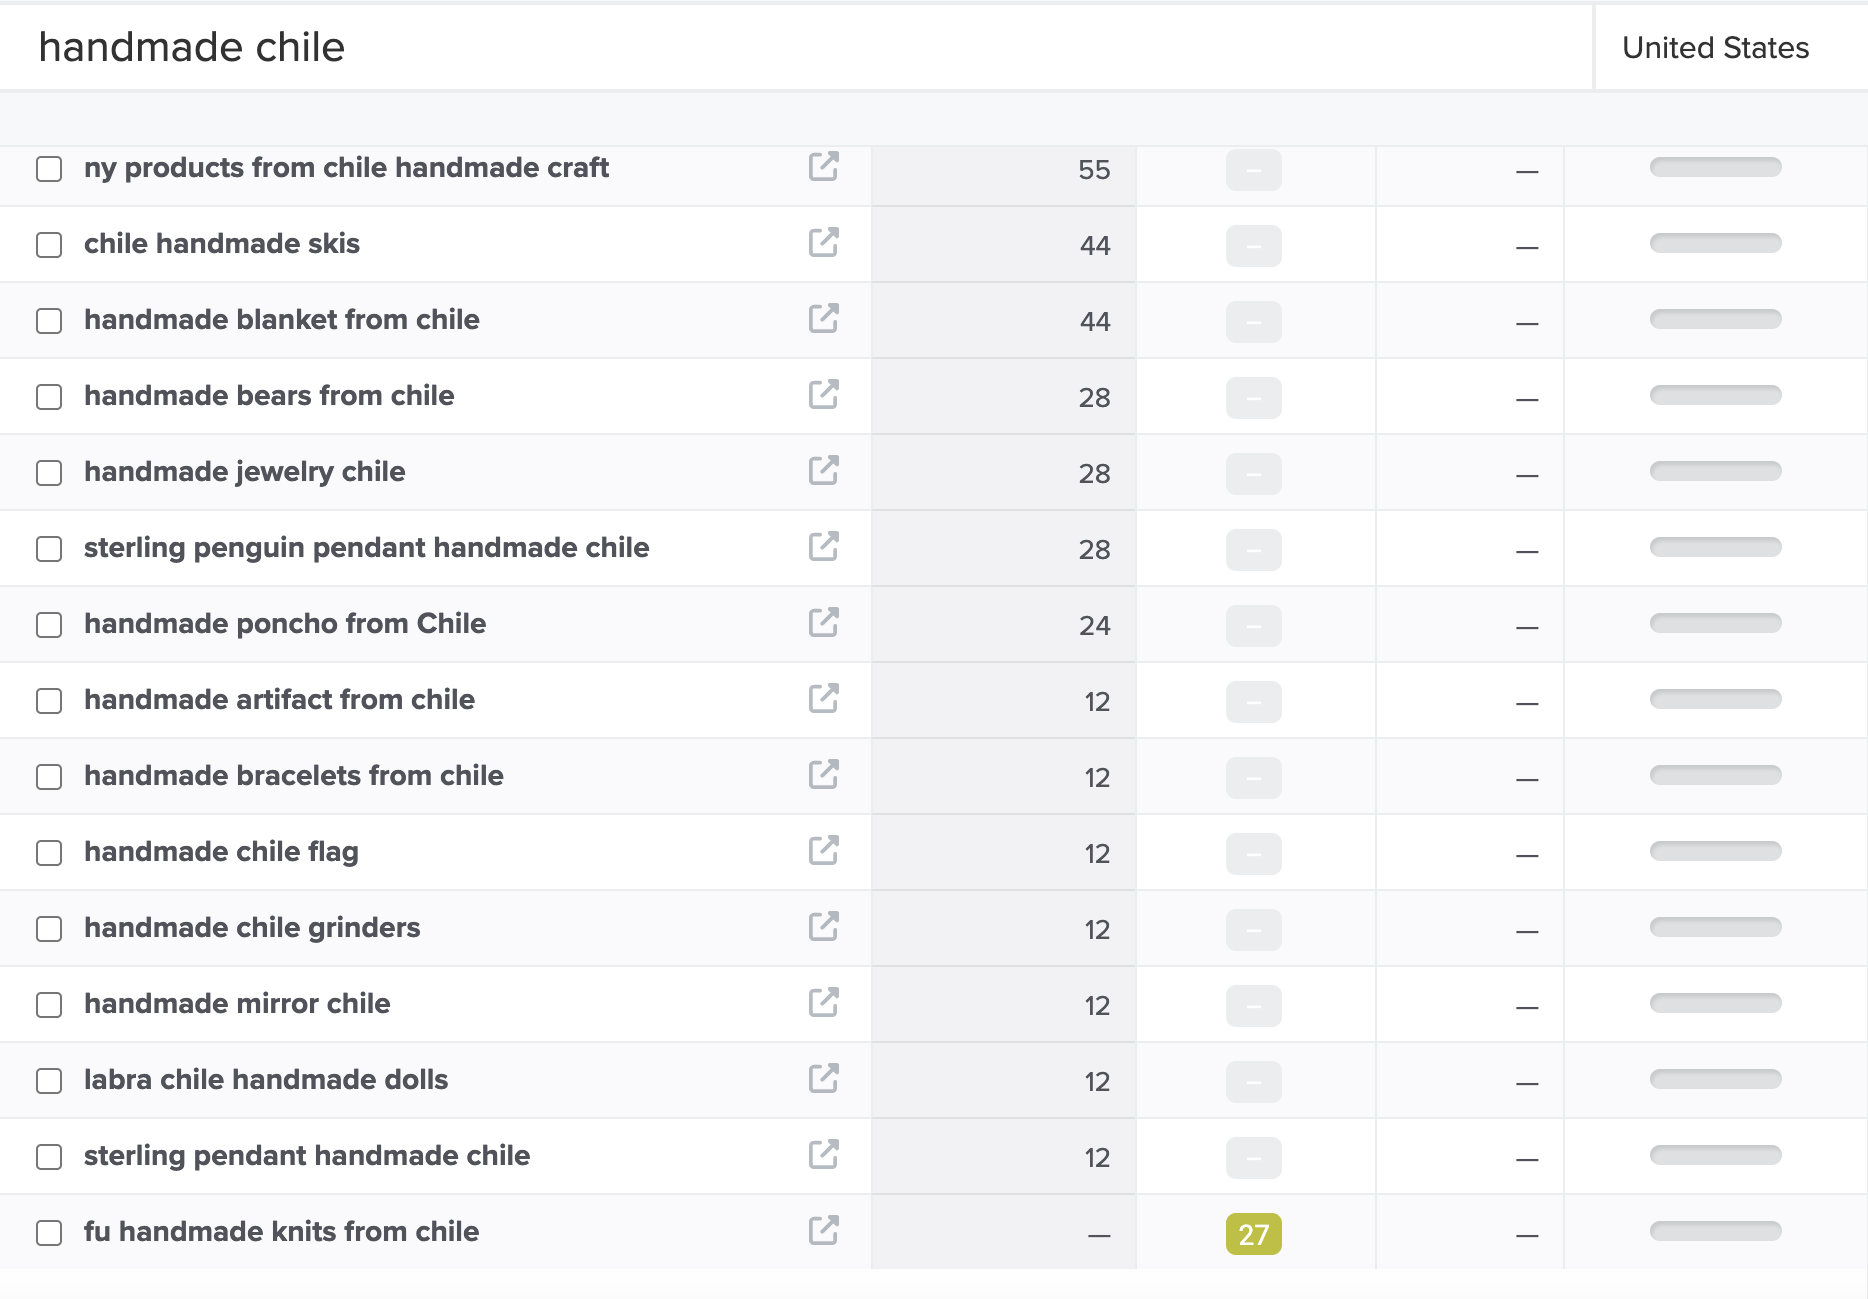 handmade chile
United States
ny products from chile handmade craft 55 – —
chile handmade skis 44 – —
handmade blanket from chile 44 – —
handmade bears from chile 28 – —
handmade jewelry chile 28 – —
sterling penguin pendant handmade chile 28 – —
handmade poncho from Chile 24 – —
handmade artifact from chile 12 – —
handmade bracelets from chile 12 – —
handmade chile flag 12 – —
handmade chile grinders 12 – —
handmade mirror chile 12 – —
labra chile handmade dolls 12 – —
sterling pendant handmade chile 12 – —
fu handmade knits from chile — 27 —